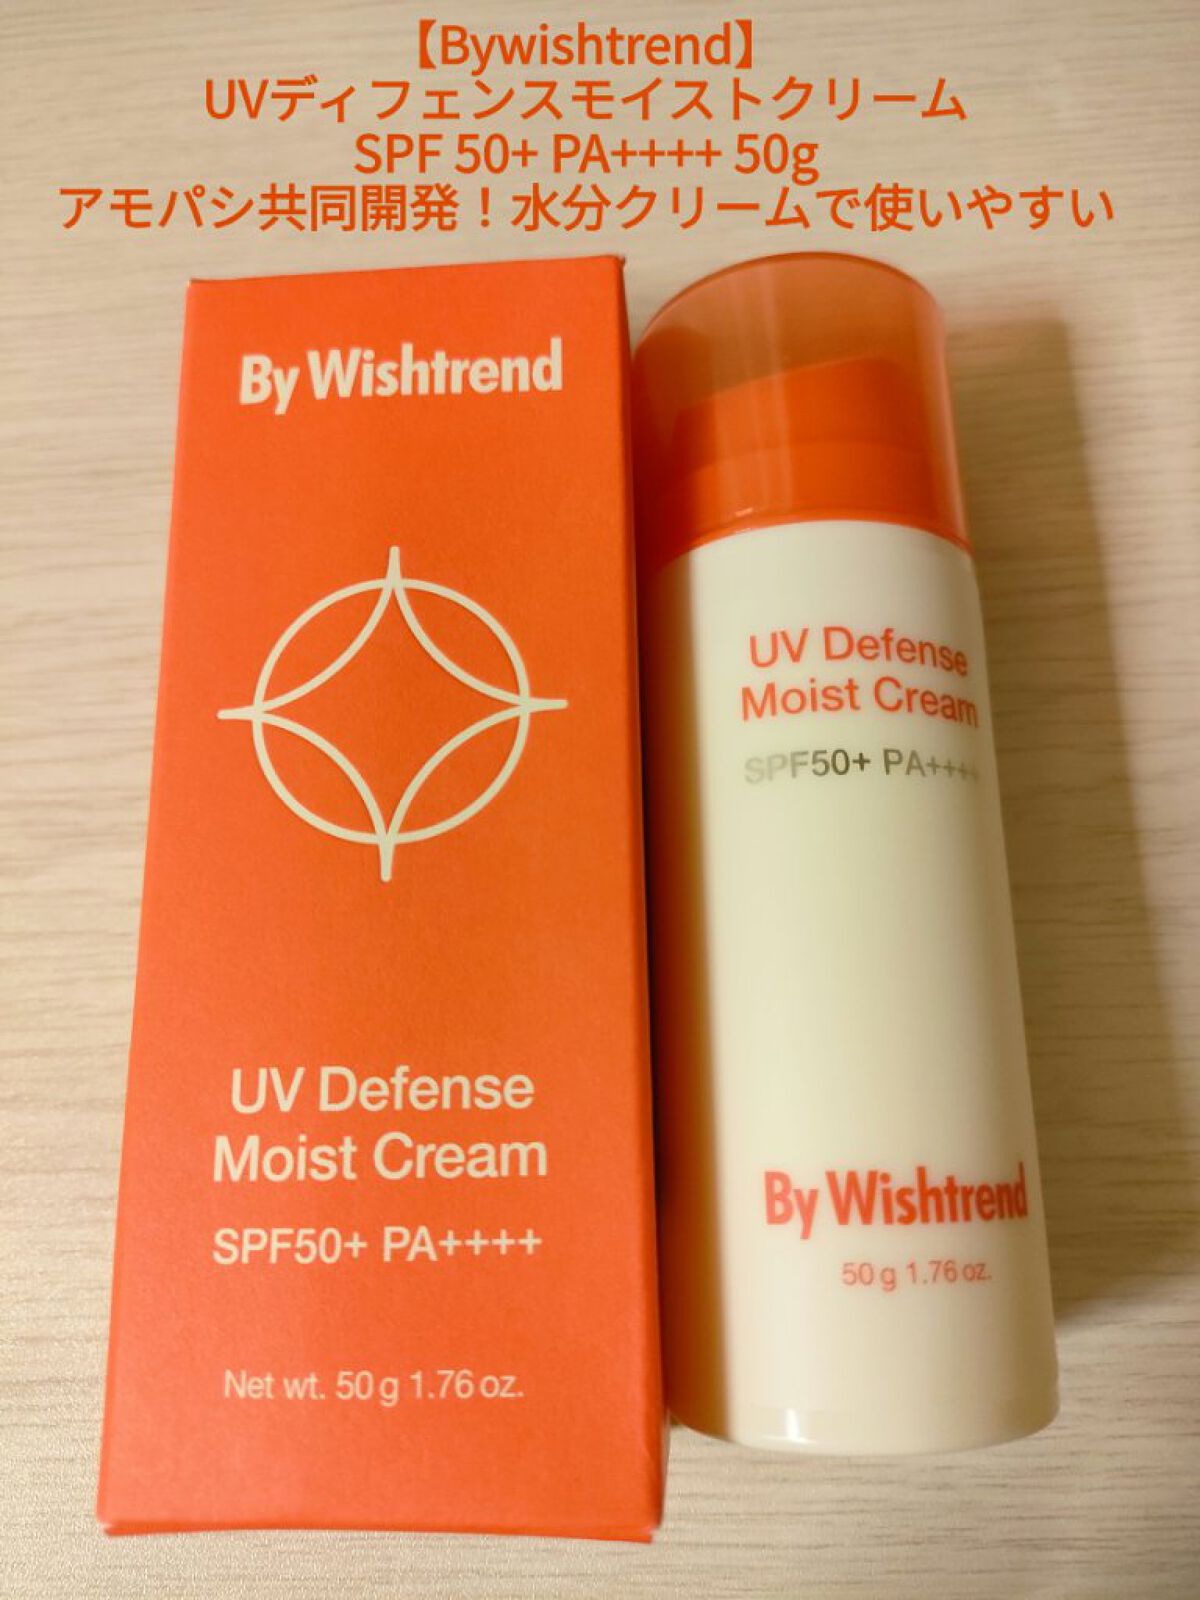 【Bywishtrend】
UVディフェンスモイストクリーム
SPF 50+ PA++++ 50g
アモパシ共同開発！水分クリームで使いやすい
By Wishtrend
UV Defense
Moist Cream
SPF50+ PA++++
Net wt. 50 g 1.76 oz.
UV Defense
Moist Cream
SPF50+ PA++++
By Wishtrend
50 g 1.76 oz.